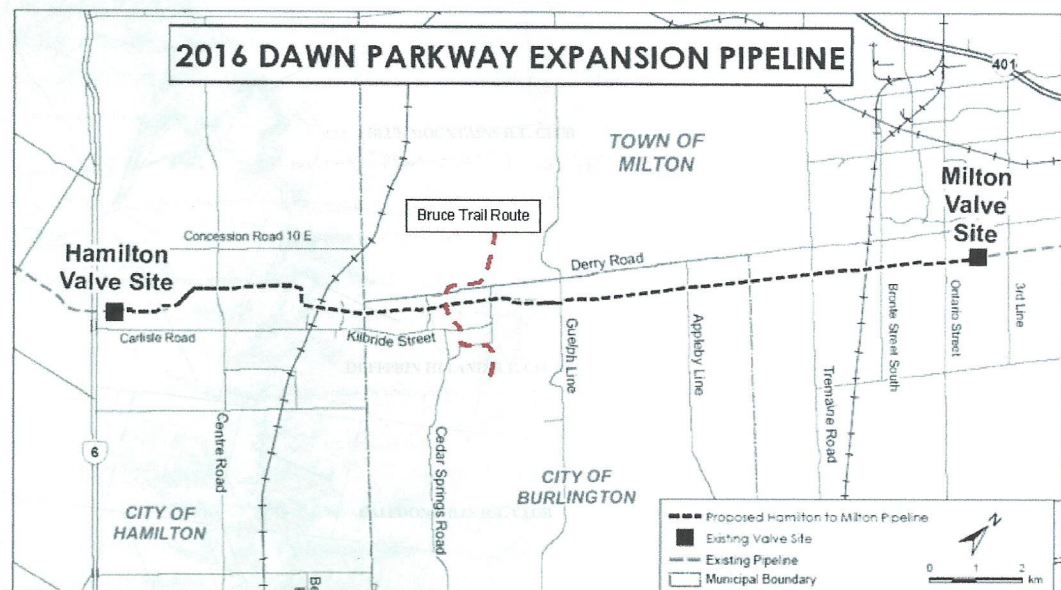 2016 DAWN PARKWAY EXPANSION PIPELINE
401
TOWN OF
MILTON
Milton
Valve
Site
Bruce Trail Route
Concession Road 10 E
Hamilton
Valve Site
Derry Road
Carlisle Road
Kilbride Street
Guelph Line
Appleby Line
Tremaine Road
Bronte Street South
Ontario Street
3rd Line
6
Centre Road
Cedar Springs Road
CITY OF
HAMILTON
CITY OF
BURLINGTON
Proposed Hamilton to Milton Pipeline
Existing Valve Site
Existing Pipeline
Municipal Boundary
N
0 1 2
km